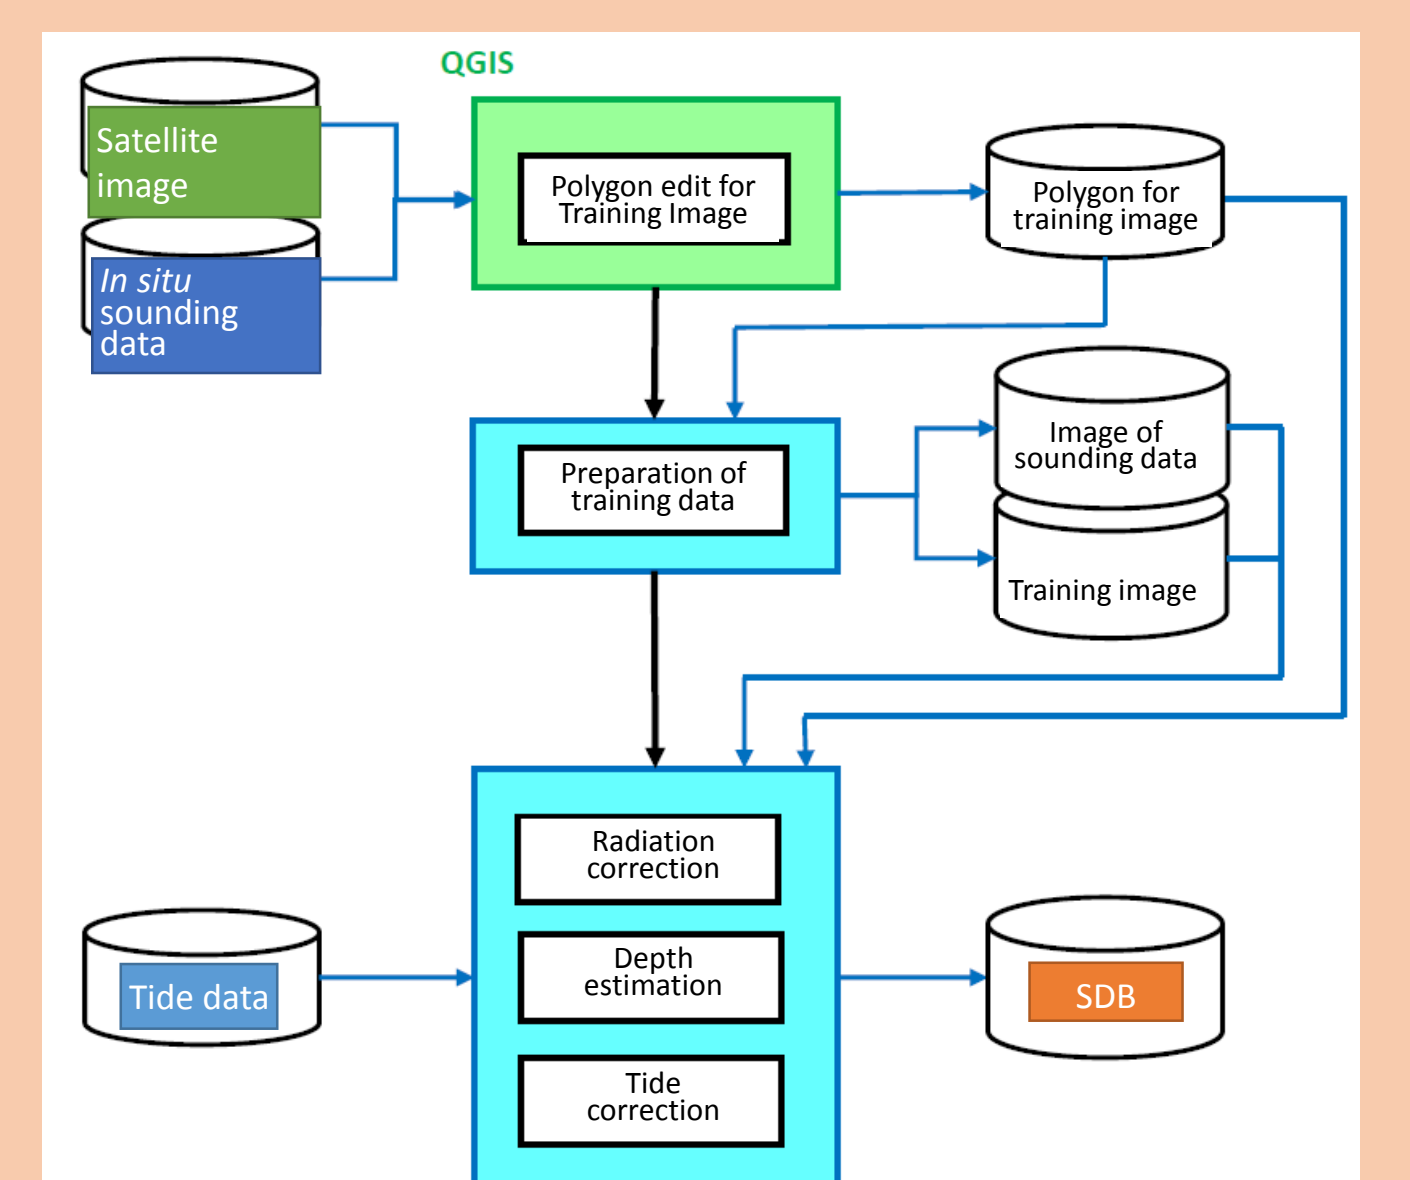 QGIS
Satellite
image
In situ
sounding
data
Polygon edit for
Training Image
Polygon for
training image
Preparation of
training data
Image of
sounding data
Training image
Radiation
correction
Depth
estimation
Tide
correction
Tide data
SDB